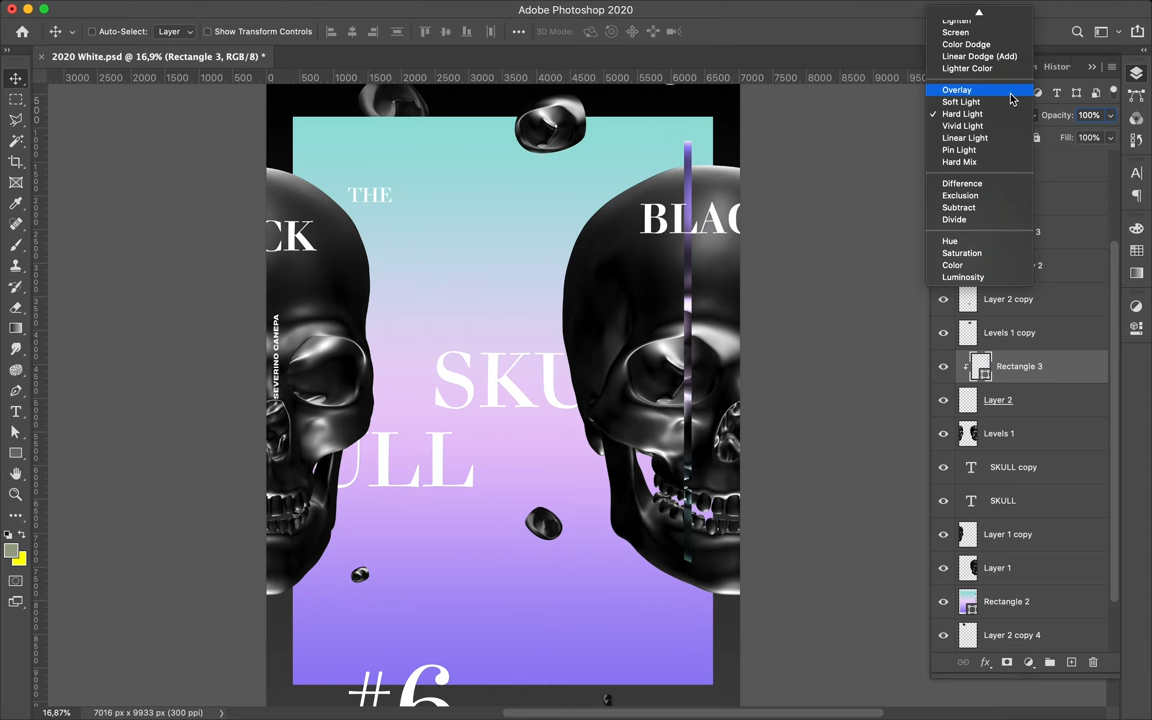 Adobe Photoshop 2020
Auto-Select: Layer Show Transform Controls 3D Mode:
2020 White.psd @ 16,9% (Rectangle 3, RGB/8) *
3000 2500 2000 1500 1000 500 0 500 1000 1500 2000 2500 3000 3500 4000 4500 5000 5500 6000 6500 7000 7500 8000 8500 9000
Histor
Opacity: 100%
Fill: 100%
Lighten
Screen
Color Dodge
Linear Dodge (Add)
Lighter Color
Overlay
Soft Light
Hard Light
Vivid Light
Linear Light
Pin Light
Hard Mix
Difference
Exclusion
Subtract
Divide
Hue
Saturation
Color
Luminosity
3
2
Layer 2 copy
Levels 1 copy
Rectangle 3
Layer 2
Levels 1
SKULL copy
SKULL
Layer 1 copy
Layer 1
Rectangle 2
Layer 2 copy 4
THE
CK
BLAC
SEVERINO CANEPA
SKU
ULL
#6
16,87% 7016 px x 9933 px (300 ppi)